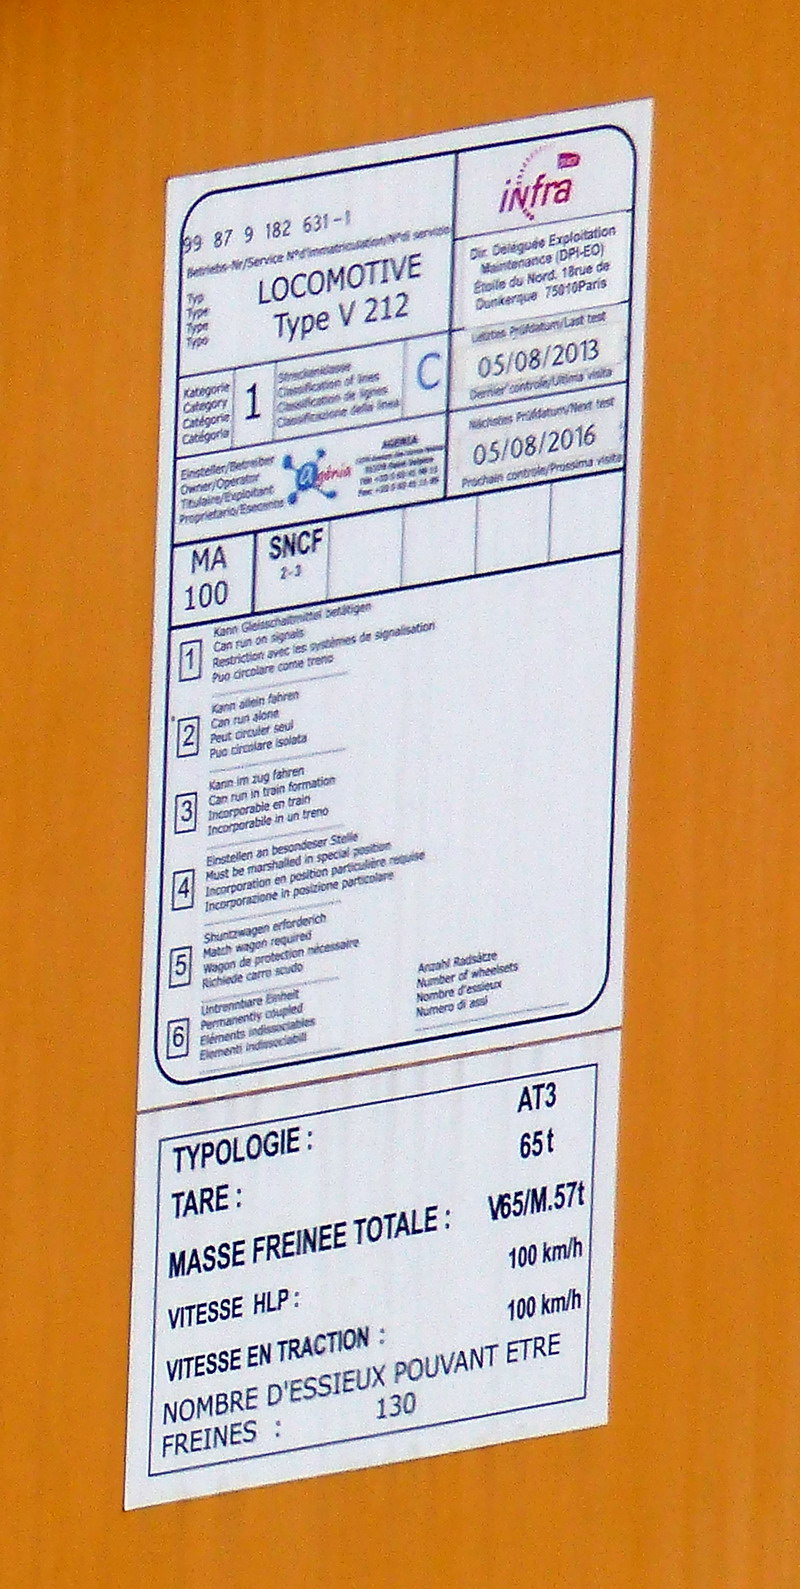 99 87 9 182 631-1
Betriebs-Nr/Service N°d'immatriculation/N°di servizio
Typ
Type
Type
Tipo
LOCOMOTIVE
Type V 212
SNCF
infra
Dir. Déléguée Exploitation
Maintenance (DPI-EO)
Étoile du Nord. 18rue de
Dunkerque 75010Paris
Letztes Prüfdatum/Last test
05/08/2013
Dernier controle/Ultima visita
Nächstes Prüfdatum/Next test
05/08/2016
Prochain contrôle/Prossima visita
Kategorie
Category
Catégorie
Catégoria
1
Streckenklasse
Classification of lines
Classification de lignes
Classificazione della linea
C
Einsteller/Betreiber
Owner/Operator
Titulaire/Exploitant
Proprietario/Esecente
agenia
AGENIA
MA
100
SNCF
2-3
1
Kann Gleisschaltmittel betätigen
Can run on signals
Restriction avec les systèmes de signalisation
Puo circolare come treno
2
Kann allein fahren
Can run alone
Peut circuler seul
Puo circolare isolata
3
Kann im zug fahren
Can run in train formation
Incorporable en train
Incorporabile in un treno
4
Einstellen an besondeser Stelle
Must be marshalled in special position
Incorporation en position particulière requise
Incorporazione in posizione particolare
5
Shuntzwagen erforderich
Match wagon required
Wagon de protection nécessaire
Richiede carro scudo
6
Untrennbare Einheit
Permanently coupled
Eléments indissociables
Elementi indissociabili
Anzahl Radsätze
Number of wheelsets
Nombre d'essieux
Numero di assi
TYPOLOGIE : AT3
TARE : 65t
MASSE FREINEE TOTALE : V65/M.57t
VITESSE HLP : 100 km/h
VITESSE EN TRACTION : 100 km/h
NOMBRE D'ESSIEUX POUVANT ETRE
FREINES : 130